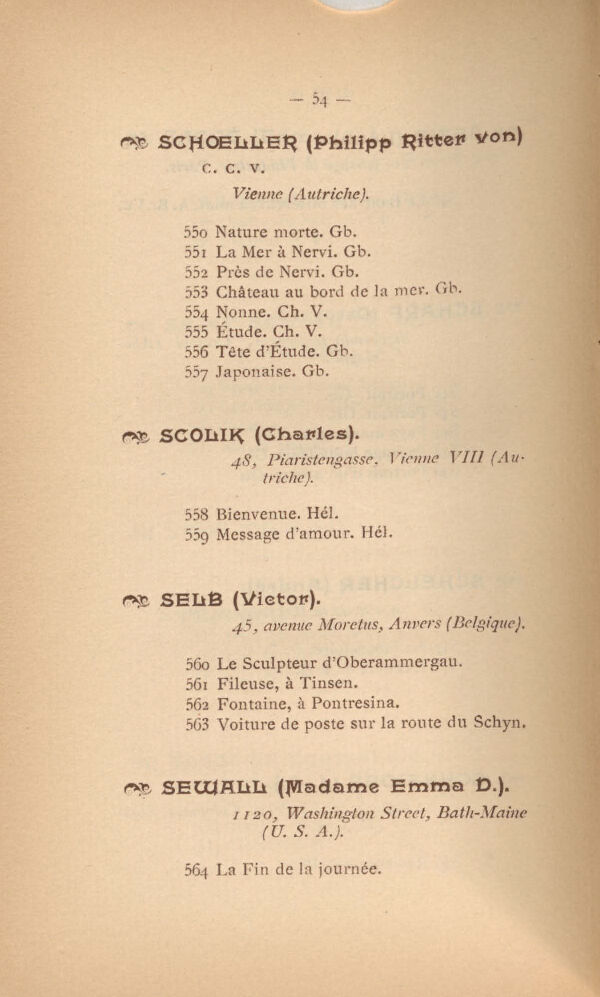 — 54 —
SCHOELLER (Philipp Ritter von)
C. C. V.
Vienne (Autriche).
550 Nature morte. Gb.
551 La Mer à Nervi. Gb.
552 Près de Nervi. Gb.
553 Château au bord de la mer. Gb.
554 Nonne. Ch. V.
555 Étude. Ch. V.
556 Tête d'Étude. Gb.
557 Japonaise. Gb.
SCOLIK (Charles).
48, Piaristengasse. Vienne VIII (Au-
triche).
558 Bienvenue. Hél.
559 Message d'amour. Hél.
SELB (Victor).
45, avenue Moretus, Anvers (Belgique).
560 Le Sculpteur d'Oberammergau.
561 Fileuse, à Tinsen.
562 Fontaine, à Pontresina.
563 Voiture de poste sur la route du Schyn.
SEWALL (Madame Emma D.).
1120, Washington Street, Bath-Maine
(U. S. A.).
564 La Fin de la journée.